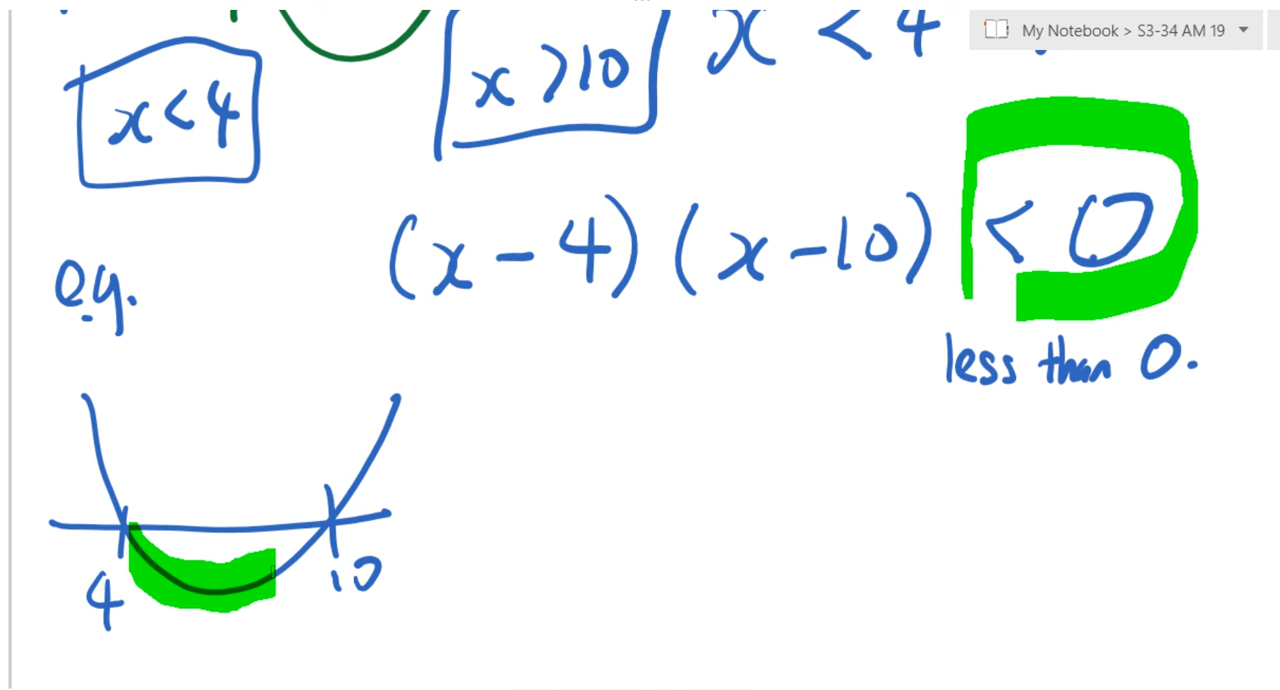 My Notebook > S3-34 AM 19
x < 4
x > 10
x < 4
(x - 4) (x - 10) < 0
e.g.
less than 0.
4
10